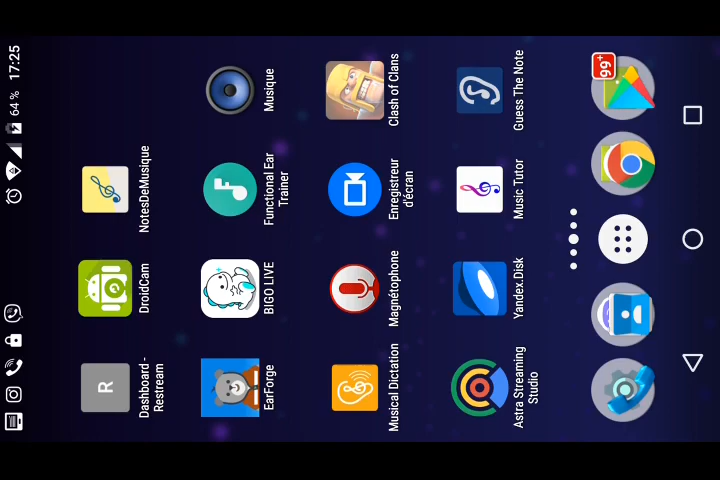 64 % 17:25
R
Dashboard -
Restream
DroidCam
NotesDeMusique
EarForge
BIGO LIVE
Functional Ear
Trainer
Musique
Musical Dictation
Magnétophone
Enregistreur
d'écran
Clash of Clans
Astra Streaming
Studio
Yandex.Disk
Music Tutor
Guess The Note
99+